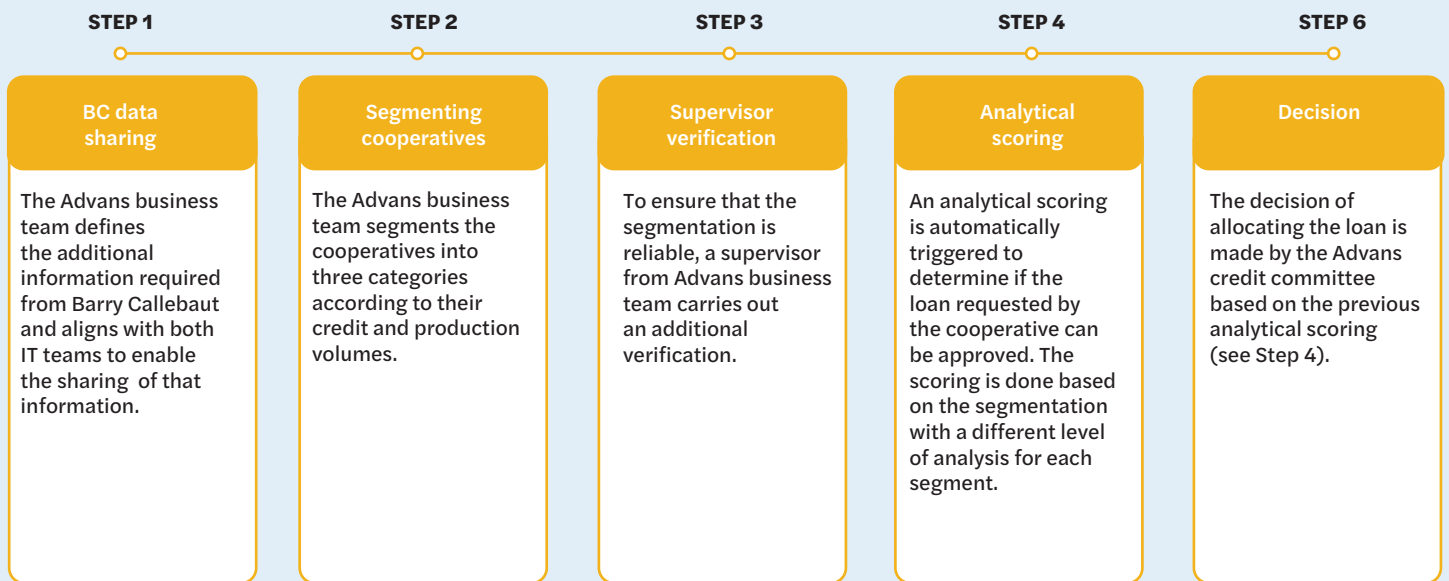 STEP 1
BC data
sharing
The Advans business
team defines
the additional
information required
from Barry Callebaut
and aligns with both
IT teams to enable
the sharing of that
information.
STEP 2
Segmenting
cooperatives
The Advans business
team segments the
cooperatives into
three categories
according to their
credit and production
volumes.
STEP 3
Supervisor
verification
To ensure that the
segmentation is
reliable, a supervisor
from Advans business
team carries out
an additional
verification.
STEP 4
Analytical
scoring
An analytical scoring
is automatically
triggered to
determine if the
loan requested by
the cooperative can
be approved. The
scoring is done based
on the segmentation
with a different level
of analysis for each
segment.
STEP 6
Decision
The decision of
allocating the loan is
made by the Advans
credit committee
based on the previous
analytical scoring
(see Step 4).